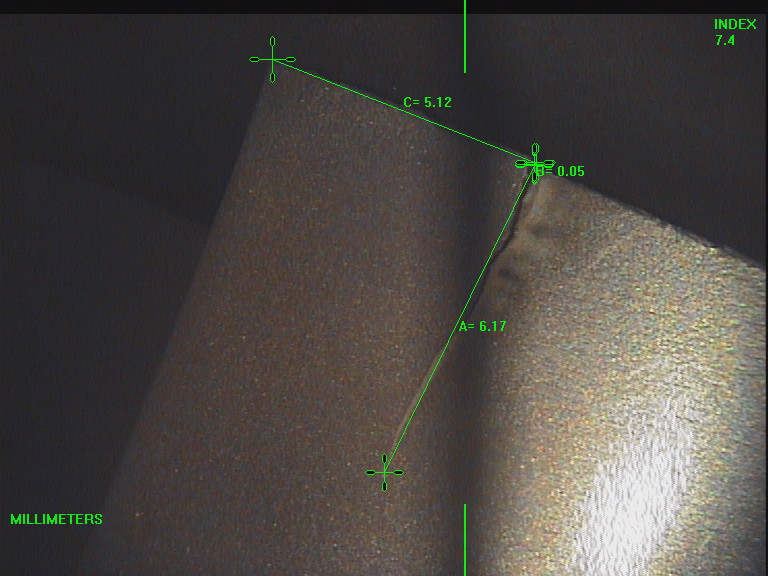 INDEX
7.4
C= 5.12
B= 0.05
A= 6.17
MILLIMETERS